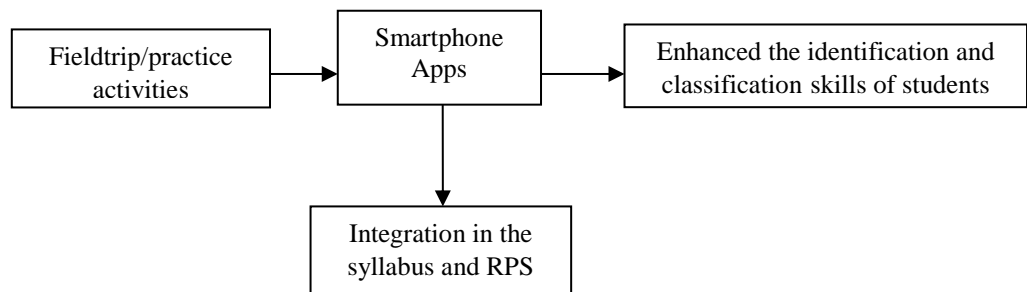 Fieldtrip/practice
activities
Smartphone
Apps
Enhanced the identification and
classification skills of students
Integration in the
syllabus and RPS